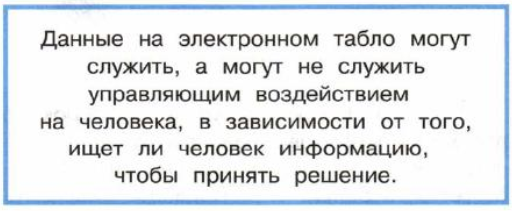 Данные на электронном табло могут
служить, а могут не служить
управляющим воздействием
на человека, в зависимости от того,
ищет ли человек информацию,
чтобы принять решение.